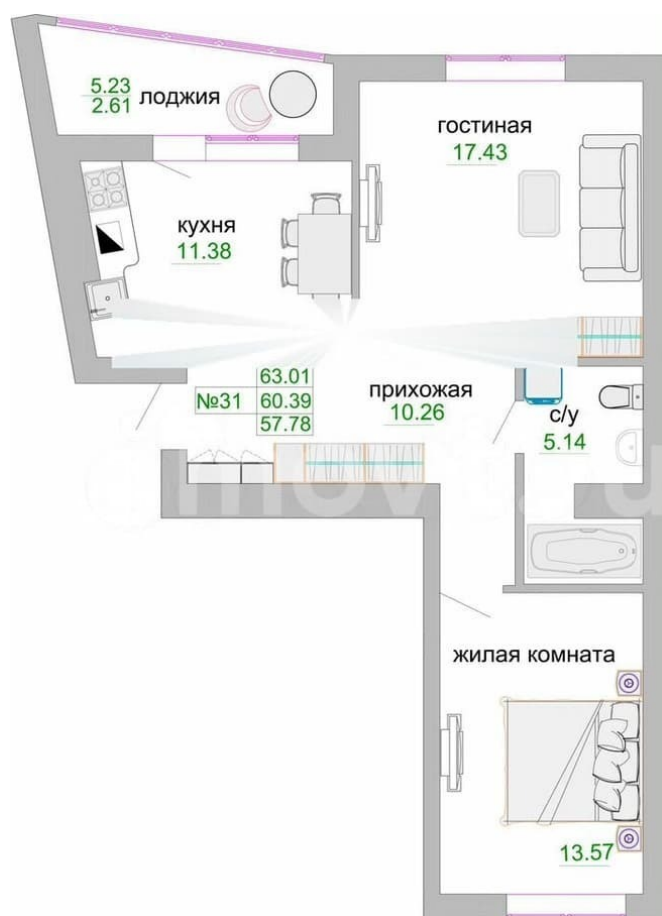 5.23
2.61
лоджия
гостиная
17.43
кухня
11.38
63.01
№31
60.39
57.78
прихожая
10.26
с/у
5.14
жилая комната
13.57